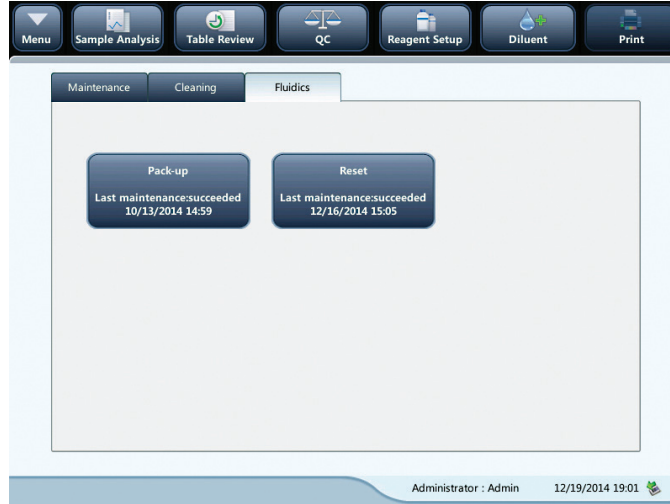 Menu
Sample Analysis
Table Review
QC
Reagent Setup
Diluent
Print
Maintenance
Cleaning
Fluidics
Pack-up
Last maintenance:succeeded
10/13/2014 14:59
Reset
Last maintenance:succeeded
12/16/2014 15:05
Administrator : Admin
12/19/2014 19:01